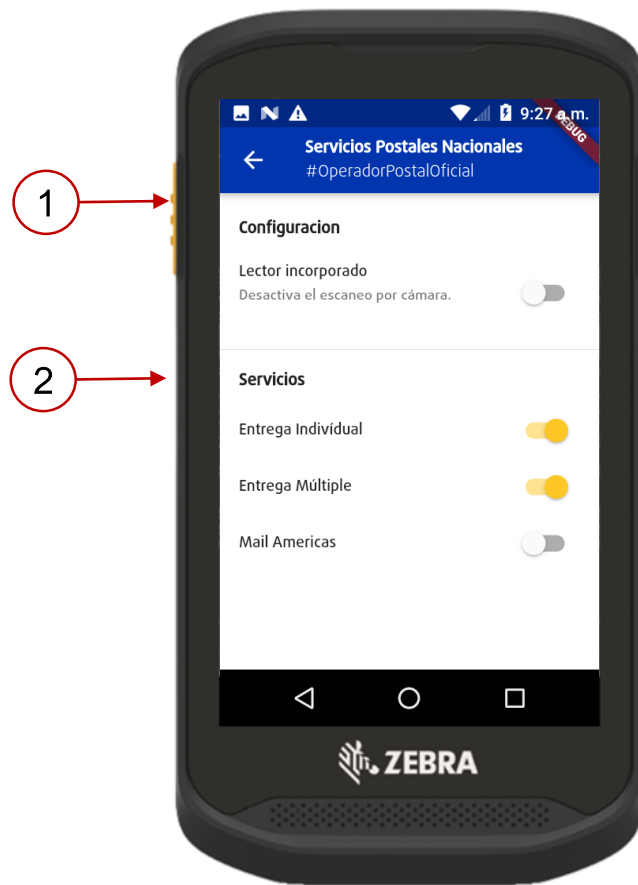 9:27 a.m.
DEBUG
Servicios Postales Nacionales
#OperadorPostalOficial
1
Configuracion
Lector incorporado
Desactiva el escaneo por cámara.
2
Servicios
Entrega Indivídual
Entrega Múltiple
Mail Americas
ZEBRA